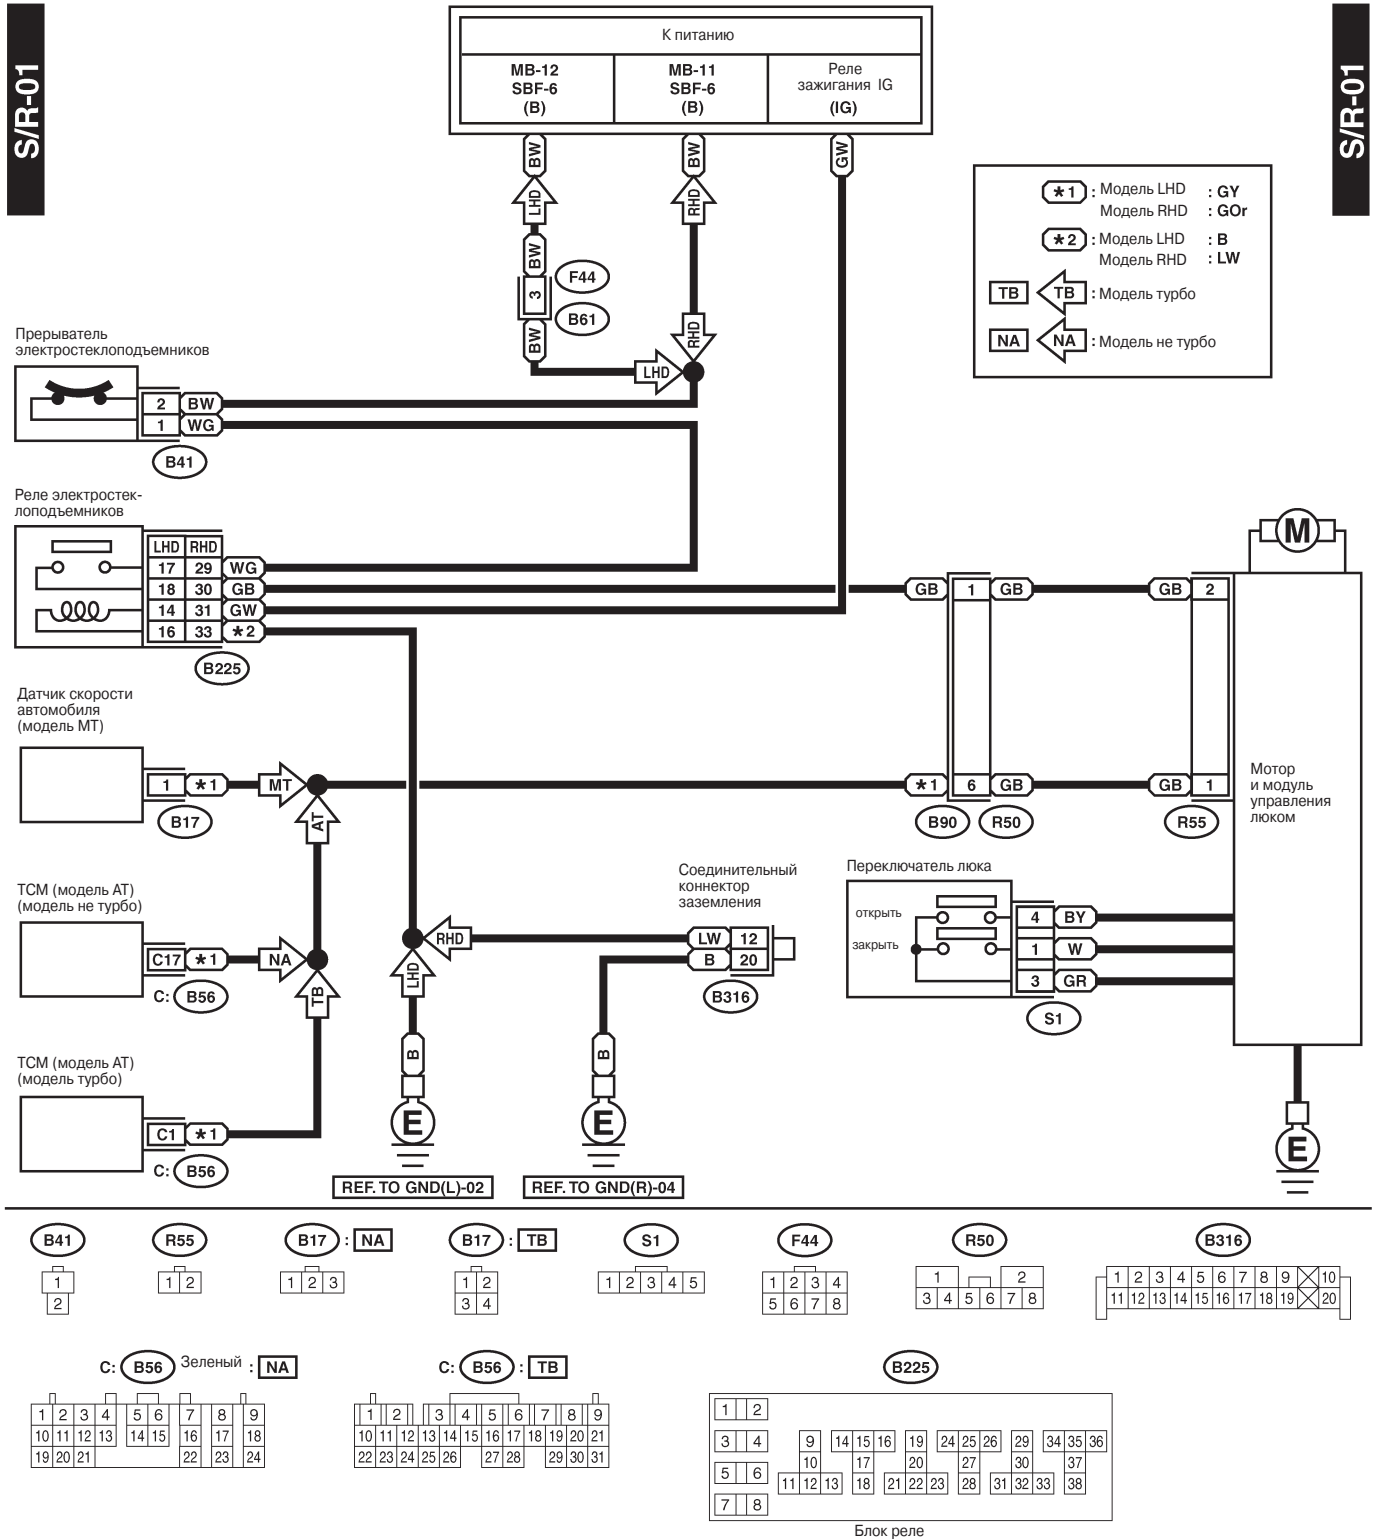 S/R-01
S/R-01
К питанию
MB-12
SBF-6
(B)
MB-11
SBF-6
(B)
Реле
зажигания IG
(IG)
BW
BW
GW
LHD
RHD
BW
3
F44
B61
BW
RHD
LHD
*1 : Модель LHD : GY
Модель RHD : GOr
*2 : Модель LHD : B
Модель RHD : LW
TB TB : Модель турбо
NA NA : Модель не турбо
Прерыватель
электростеклоподъемников
2 BW
1 WG
B41
Реле электростек-
лоподъемников
LHD RHD
17 29 WG
18 30 GB
14 31 GW
16 33 *2
B225
GB 1 GB GB 2
M
Датчик скорости
автомобиля
(модель МТ)
1 *1 MT
B17
AT
*1 6 GB GB 1
B90 R50 R55
Мотор
и модуль
управления
люком
ТСМ (модель АТ)
(модель не турбо)
C17 *1 NA
C: B56
TB
RHD
LHD
Соединительный
коннектор
заземления
LW 12
B 20
B316
Переключатель люка
открыть
закрыть
4 BY
1 W
3 GR
S1
ТСМ (модель АТ)
(модель турбо)
C1 *1
C: B56
B
B
E
E
E
REF. TO GND(L)-02
REF. TO GND(R)-04
B41
1
2
R55
1 2
B17 : NA
1 2 3
B17 : TB
1 2
3 4
S1
1 2 3 4 5
F44
1 2 3 4
5 6 7 8
R50
1 2
3 4 5 6 7 8
B316
1 2 3 4 5 6 7 8 9 10
11 12 13 14 15 16 17 18 19 20
C: B56 Зеленый : NA
1 2 3 4 5 6 7 8 9
10 11 12 13 14 15 16 17 18
19 20 21 22 23 24
C: B56 : TB
1 2 3 4 5 6 7 8 9
10 11 12 13 14 15 16 17 18 19 20 21
22 23 24 25 26 27 28 29 30 31
B225
1 2
3 4 9 14 15 16 19 24 25 26 29 34 35 36
10 17 20 27 30 37
5 6 11 12 13 18 21 22 23 28 31 32 33 38
7 8
Блок реле